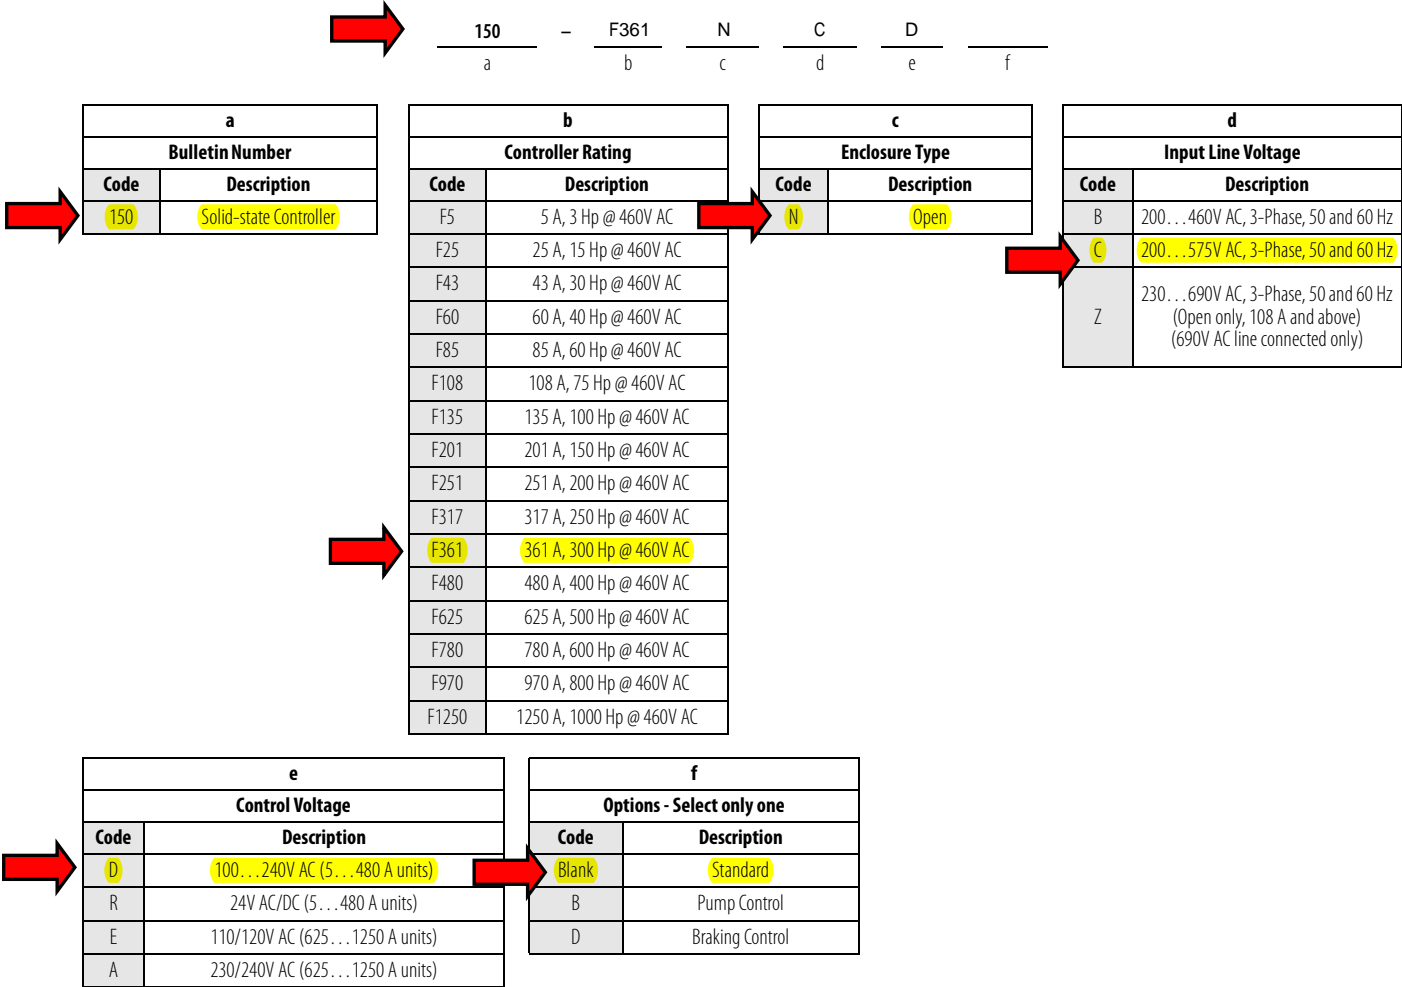 150 – F361 N C D
a b c d e f
a
Bulletin Number
Code Description
150 Solid-state Controller
b
Controller Rating
Code Description
F5 5 A, 3 Hp @ 460V AC
F25 25 A, 15 Hp @ 460V AC
F43 43 A, 30 Hp @ 460V AC
F60 60 A, 40 Hp @ 460V AC
F85 85 A, 60 Hp @ 460V AC
F108 108 A, 75 Hp @ 460V AC
F135 135 A, 100 Hp @ 460V AC
F201 201 A, 150 Hp @ 460V AC
F251 251 A, 200 Hp @ 460V AC
F317 317 A, 250 Hp @ 460V AC
F361 361 A, 300 Hp @ 460V AC
F480 480 A, 400 Hp @ 460V AC
F625 625 A, 500 Hp @ 460V AC
F780 780 A, 600 Hp @ 460V AC
F970 970 A, 800 Hp @ 460V AC
F1250 1250 A, 1000 Hp @ 460V AC
c
Enclosure Type
Code Description
N Open
d
Input Line Voltage
Code Description
B 200…460V AC, 3-Phase, 50 and 60 Hz
C 200…575V AC, 3-Phase, 50 and 60 Hz
Z 230…690V AC, 3-Phase, 50 and 60 Hz
(Open only, 108 A and above)
(690V AC line connected only)
e
Control Voltage
Code Description
D 100…240V AC (5…480 A units)
R 24V AC/DC (5…480 A units)
E 110/120V AC (625…1250 A units)
A 230/240V AC (625…1250 A units)
f
Options - Select only one
Code Description
Blank Standard
B Pump Control
D Braking Control